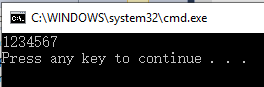 C:\WINDOWS\system32\cmd.exe
1234567
Press any key to continue . . .